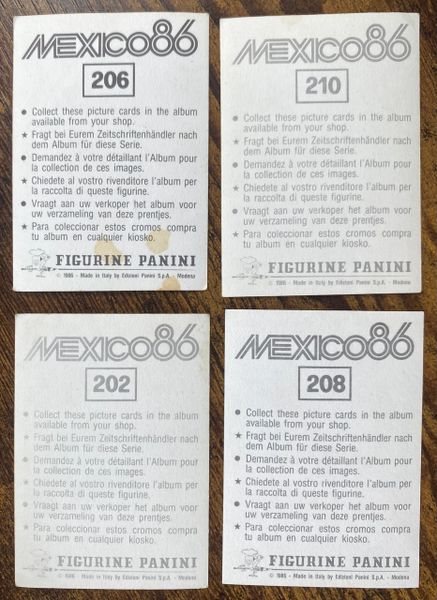 MEXICO86
206
● Collect these picture cards in the album
available from your shop.
★ Fragt bei Eurem Zeitschriftenhändler nach
dem Album für diese Serie.
● Demandez à votre détaillant l'Album pour
la collection de ces images.
★ Chiedete al vostro rivenditore l'album per
la raccolta di queste figurine.
● Vraagt aan uw verkoper het album voor
uw verzameling van deze prentjes.
★ Para coleccionar estos cromos compra
tu album en cualquier kiosko.
FIGURINE PANINI
© 1986 - Made in Italy by Edizioni Panini S.p.A. - Modena
MEXICO86
210
● Collect these picture cards in the album
available from your shop.
★ Fragt bei Eurem Zeitschriftenhändler nach
dem Album für diese Serie.
● Demandez à votre détaillant l'Album pour
la collection de ces images.
★ Chiedete al vostro rivenditore l'album per
la raccolta di queste figurine.
● Vraagt aan uw verkoper het album voor
uw verzameling van deze prentjes.
★ Para coleccionar estos cromos compra
tu album en cualquier kiosko.
FIGURINE PANINI
© 1986 - Made in Italy by Edizioni Panini S.p.A. - Modena
MEXICO86
202
● Collect these picture cards in the album
available from your shop.
★ Fragt bei Eurem Zeitschriftenhändler nach
dem Album für diese Serie.
● Demandez à votre détaillant l'Album pour
la collection de ces images.
★ Chiedete al vostro rivenditore l'album per
la raccolta di queste figurine.
● Vraagt aan uw verkoper het album voor
uw verzameling van deze prentjes.
★ Para coleccionar estos cromos compra
tu album en cualquier kiosko.
FIGURINE PANINI
© 1986 - Made in Italy by Edizioni Panini S.p.A. - Modena
MEXICO86
208
● Collect these picture cards in the album
available from your shop.
★ Fragt bei Eurem Zeitschriftenhändler nach
dem Album für diese Serie.
● Demandez à votre détaillant l'Album pour
la collection de ces images.
★ Chiedete al vostro rivenditore l'album per
la raccolta di queste figurine.
● Vraagt aan uw verkoper het album voor
uw verzameling van deze prentjes.
★ Para coleccionar estos cromos compra
tu album en cualquier kiosko.
FIGURINE PANINI
© 1986 - Made in Italy by Edizioni Panini S.p.A. - Modena